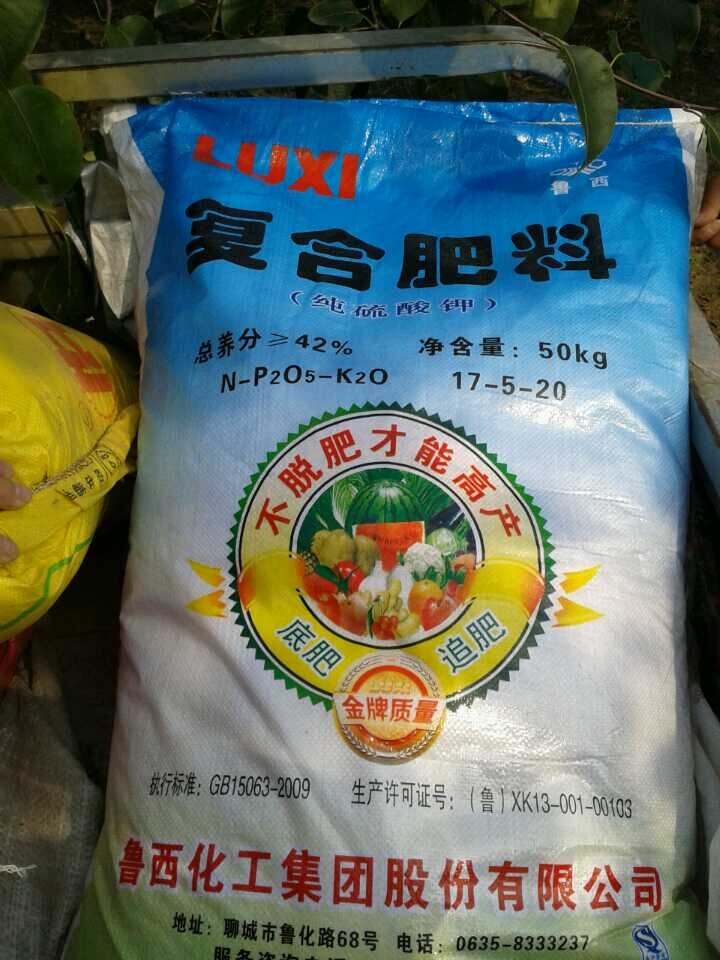 LUXI
鲁西
复合肥料
(纯硫酸钾)
总养分≥42% 净含量：50kg
N-P2O5-K2O 17-5-20
不脱肥才能高产
底肥 追肥
金牌质量
执行标准：GB15063-2009 生产许可证号：(鲁)XK13-001-00103
鲁西化工集团股份有限公司
地址：聊城市鲁化路68号 电话：0635-8333237